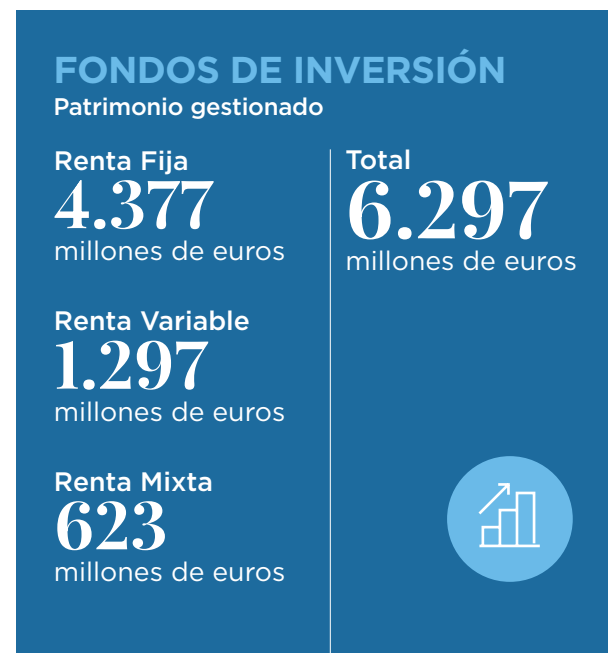 FONDOS DE INVERSIÓN
Patrimonio gestionado
Renta Fija
4.377
millones de euros
Renta Variable
1.297
millones de euros
Renta Mixta
623
millones de euros
Total
6.297
millones de euros